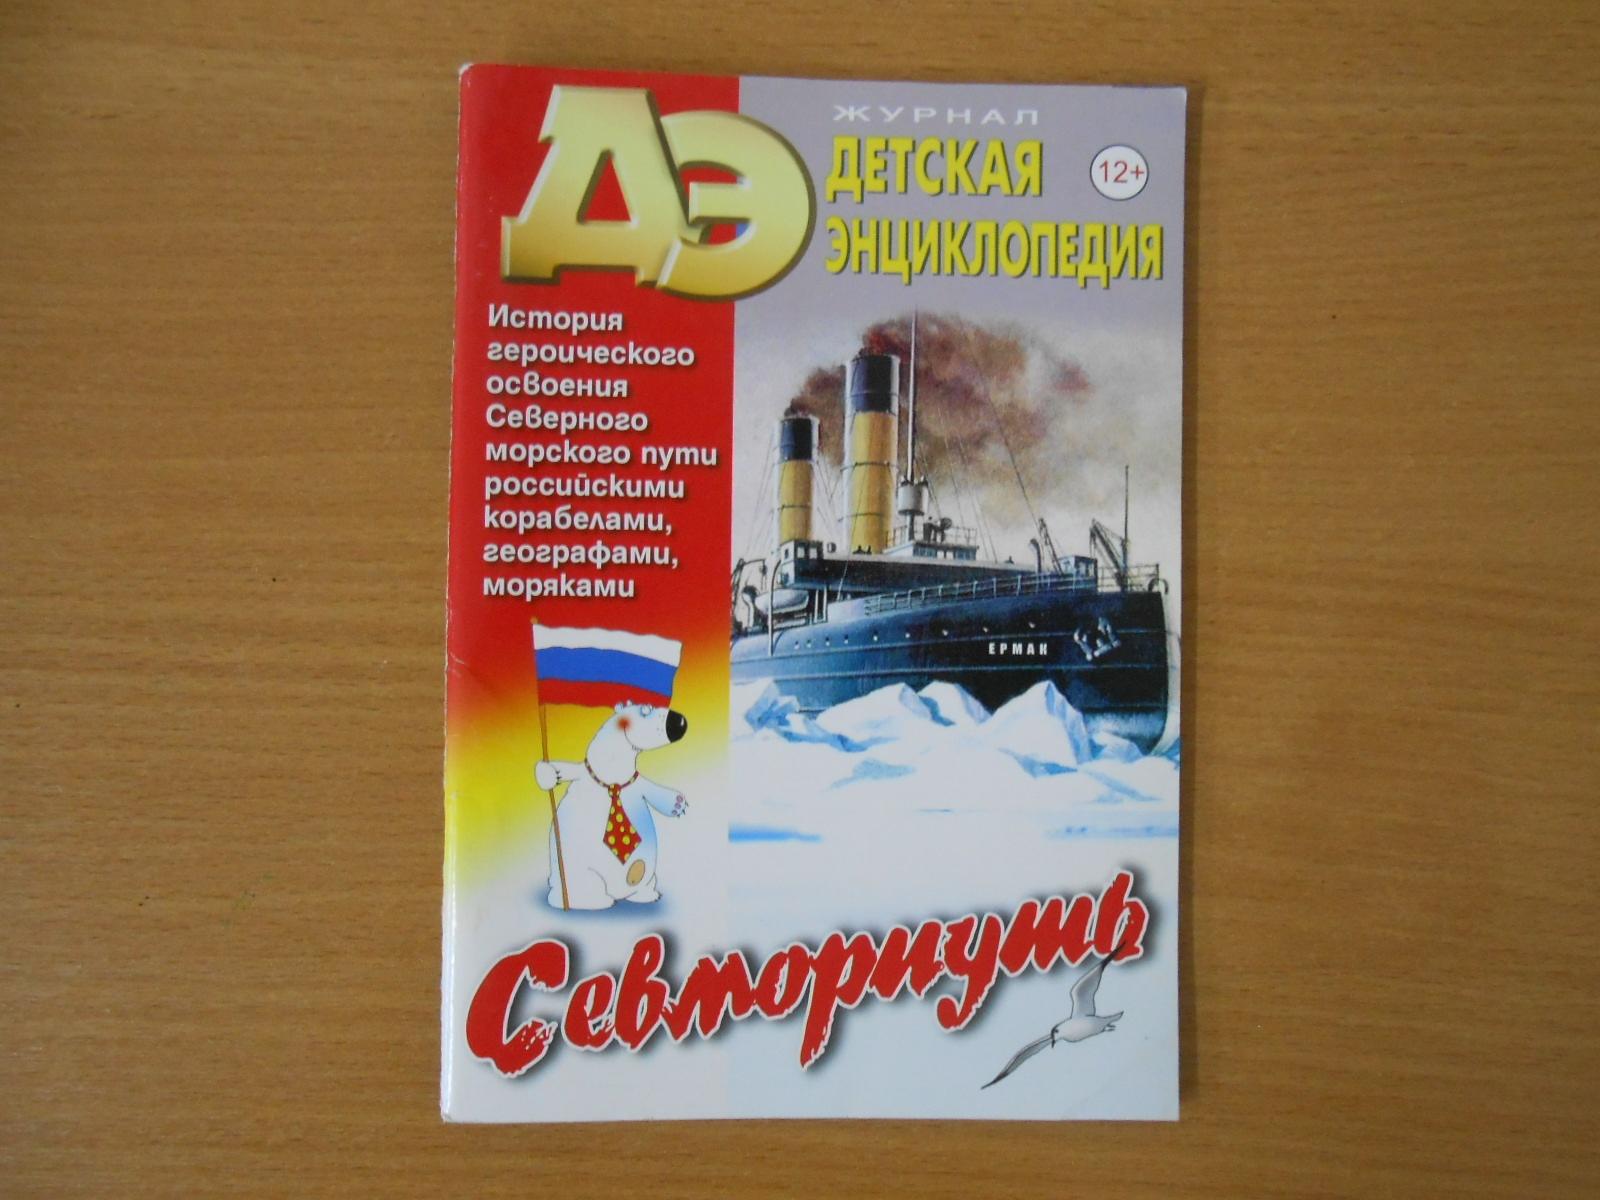 ДЭ
ЖУРНАЛ
ДЕТСКАЯ
ЭНЦИКЛОПЕДИЯ
12+
История
героического
освоения
Северного
морского пути
российскими
корабелами,
географами,
моряками
ЕРМАК
Севморпуть